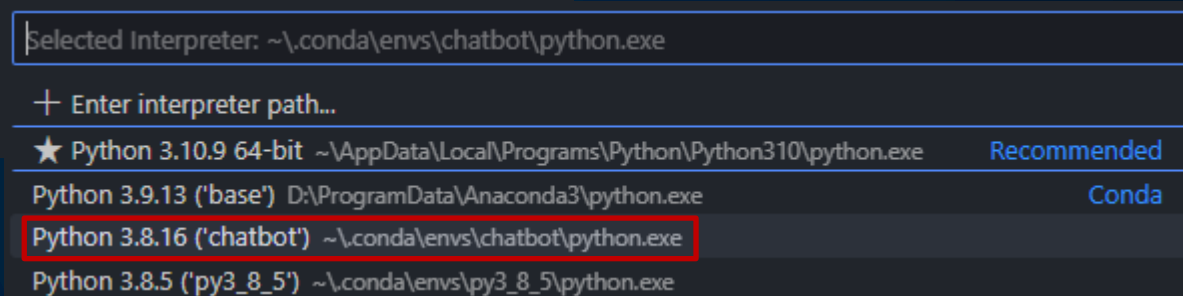 Selected Interpreter: ~\.conda\envs\chatbot\python.exe
+ Enter interpreter path...
★ Python 3.10.9 64-bit ~\AppData\Local\Programs\Python\Python310\python.exe Recommended
Python 3.9.13 ('base') D:\ProgramData\Anaconda3\python.exe Conda
Python 3.8.16 ('chatbot') ~\.conda\envs\chatbot\python.exe
Python 3.8.5 ('py3_8_5') ~\.conda\envs\py3_8_5\python.exe